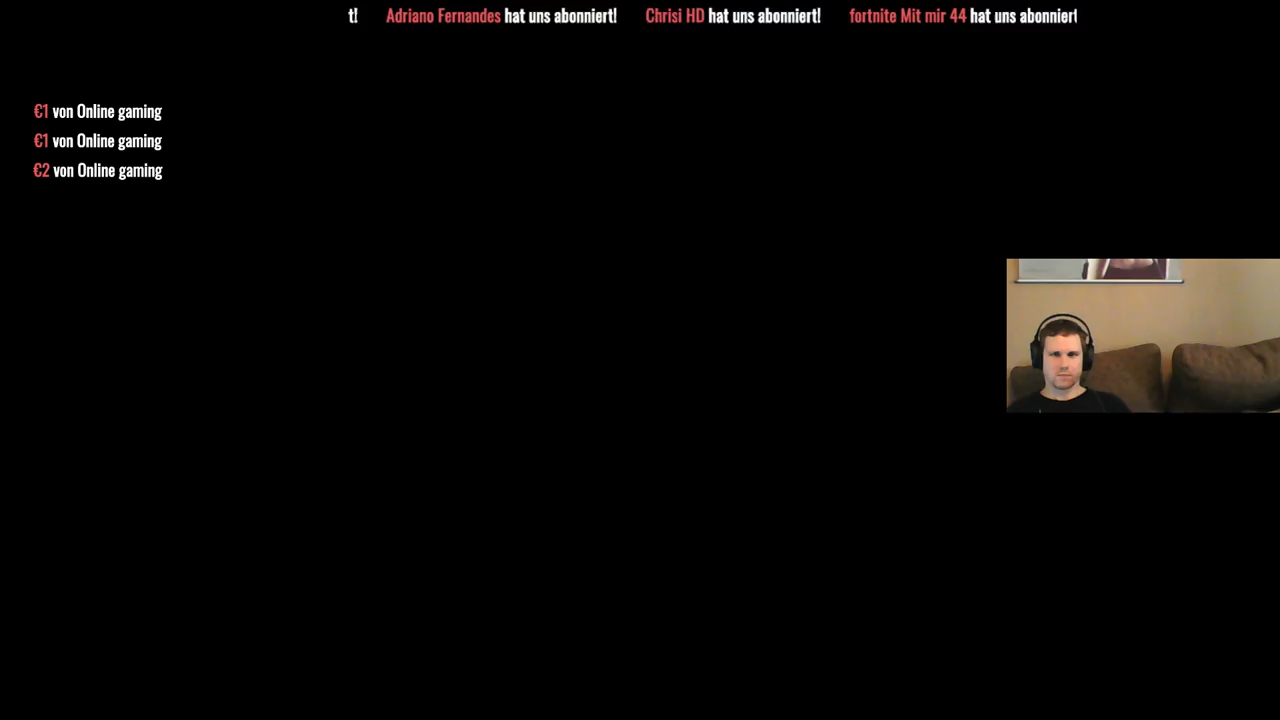 t! Adriano Fernandes hat uns abonniert! Chrisi HD hat uns abonniert! fortnite Mit mir 44 hat uns abonniert
€1 von Online gaming
€1 von Online gaming
€2 von Online gaming